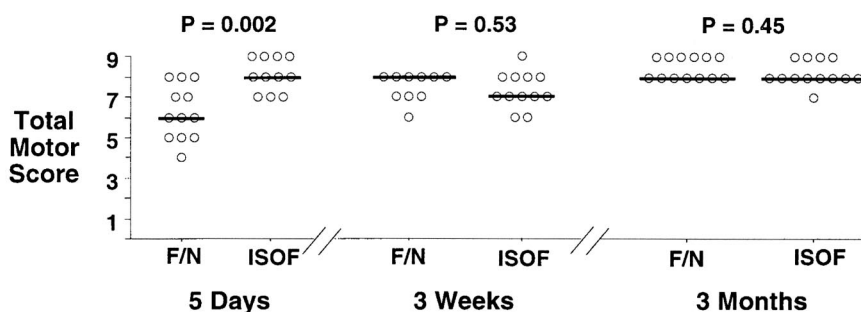 P = 0.002
P = 0.53
P = 0.45
Total
Motor
Score
9
7
5
3
1
F/N
ISOF
F/N
ISOF
F/N
ISOF
5 Days
3 Weeks
3 Months